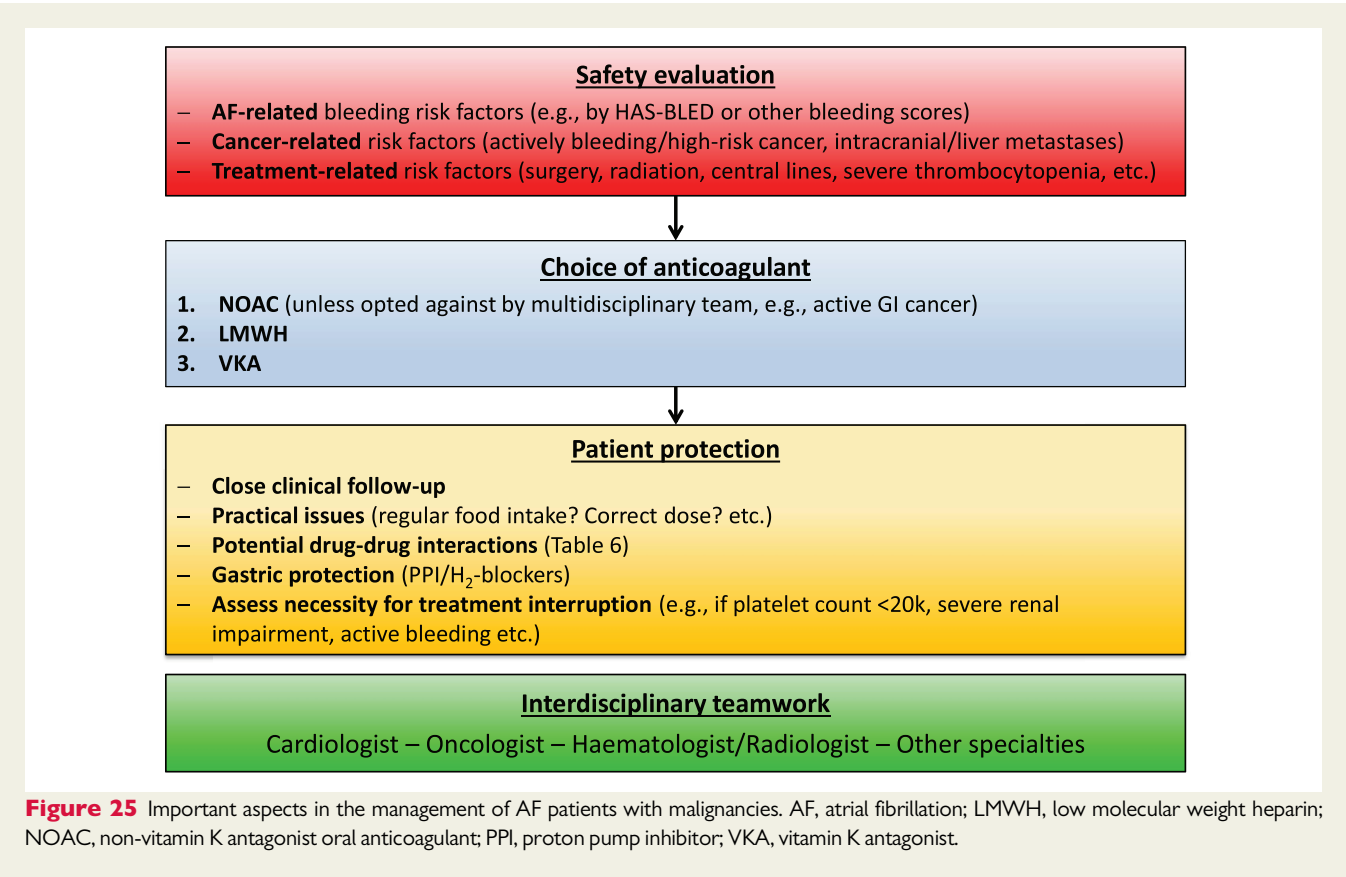 Safety evaluation
– AF-related bleeding risk factors (e.g., by HAS-BLED or other bleeding scores)
– Cancer-related risk factors (actively bleeding/high-risk cancer, intracranial/liver metastases)
– Treatment-related risk factors (surgery, radiation, central lines, severe thrombocytopenia, etc.)
Choice of anticoagulant
1. NOAC (unless opted against by multidisciplinary team, e.g., active GI cancer)
2. LMWH
3. VKA
Patient protection
– Close clinical follow-up
– Practical issues (regular food intake? Correct dose? etc.)
– Potential drug-drug interactions (Table 6)
– Gastric protection (PPI/H2-blockers)
– Assess necessity for treatment interruption (e.g., if platelet count <20k, severe renal
impairment, active bleeding etc.)
Interdisciplinary teamwork
Cardiologist – Oncologist – Haematologist/Radiologist – Other specialties
Figure 25 Important aspects in the management of AF patients with malignancies. AF, atrial fibrillation; LMWH, low molecular weight heparin;
NOAC, non-vitamin K antagonist oral anticoagulant; PPI, proton pump inhibitor; VKA, vitamin K antagonist.